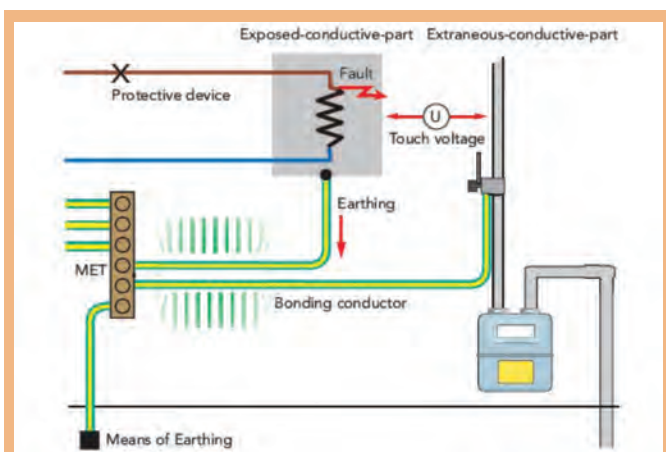 Exposed-conductive-part Extraneous-conductive-part
Fault
Protective device
U
Touch voltage
Earthing
MET
Bonding conductor
Means of Earthing